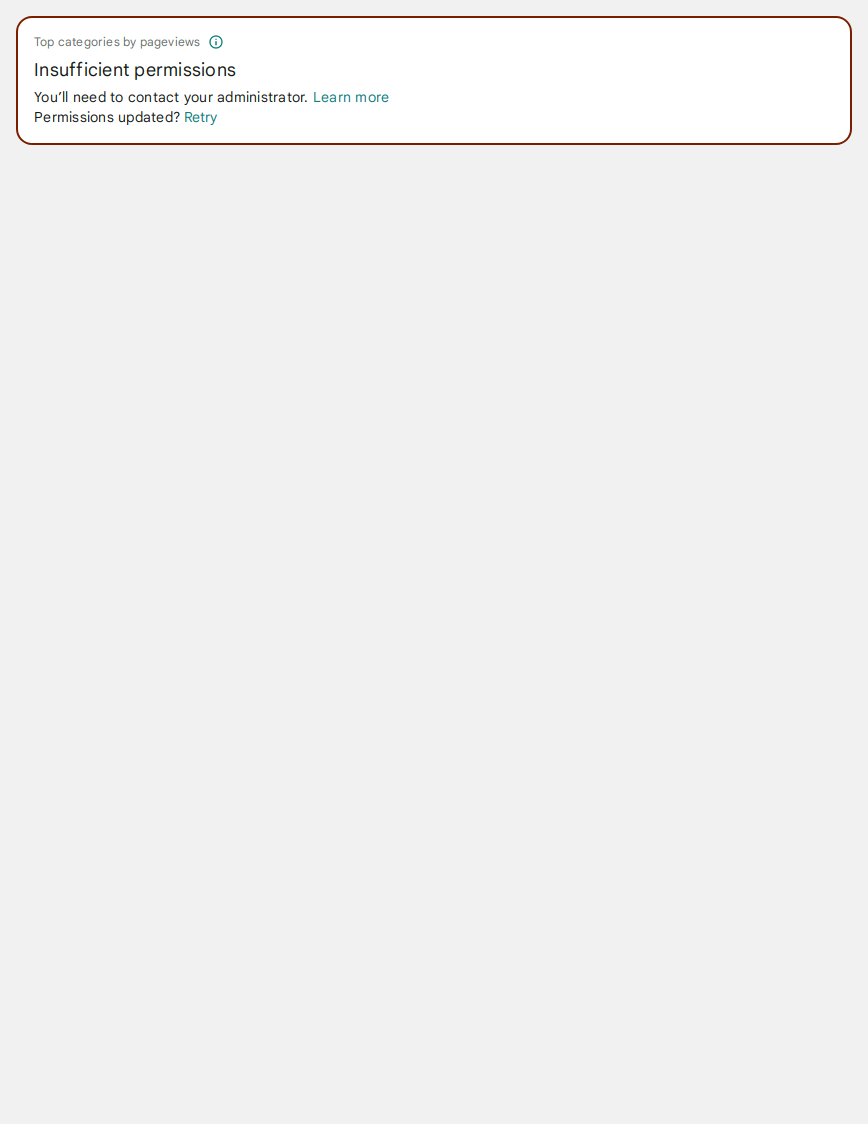 Top categories by pageviews
Insufficient permissions
You’ll need to contact your administrator. Learn more
Permissions updated? Retry